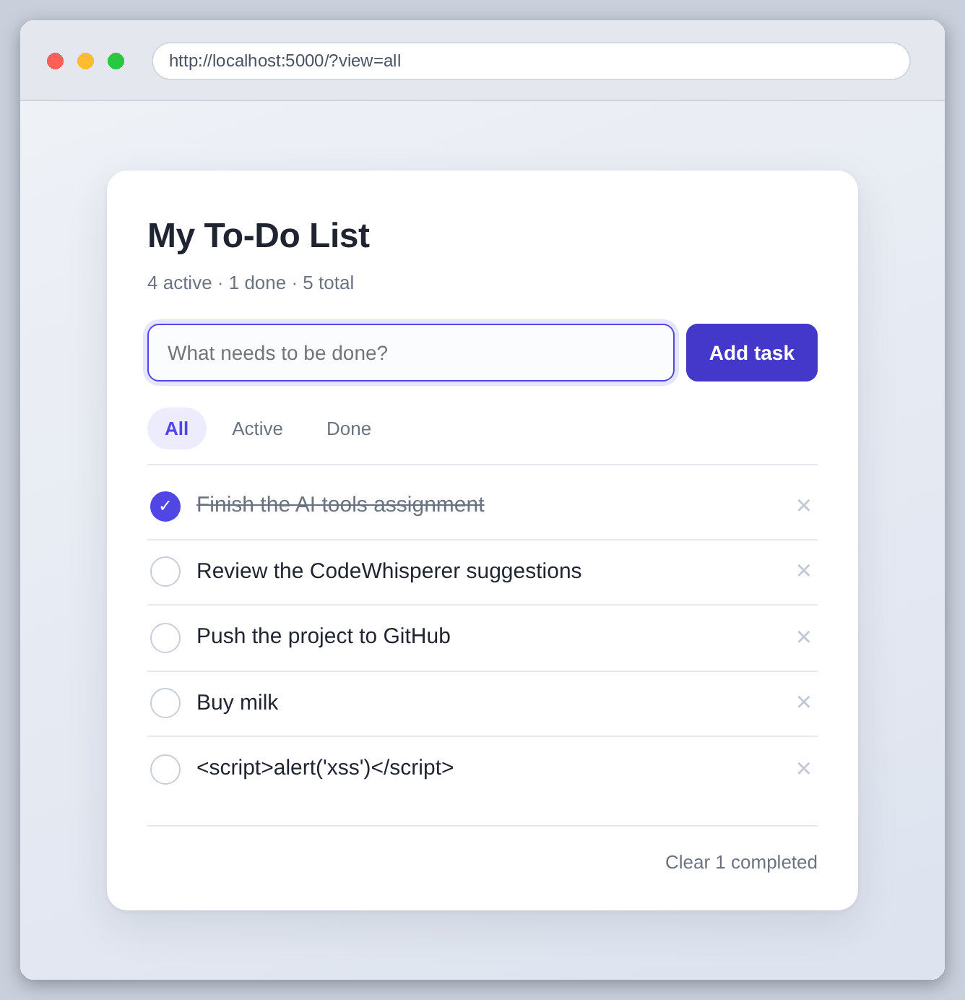 http://localhost:5000/?view=all
My To-Do List
4 active · 1 done · 5 total
What needs to be done?
Add task
All Active Done
✓ Finish the AI tools assignment ✕
Review the CodeWhisperer suggestions ✕
Push the project to GitHub ✕
Buy milk ✕
<script>alert('xss')</script> ✕
Clear 1 completed